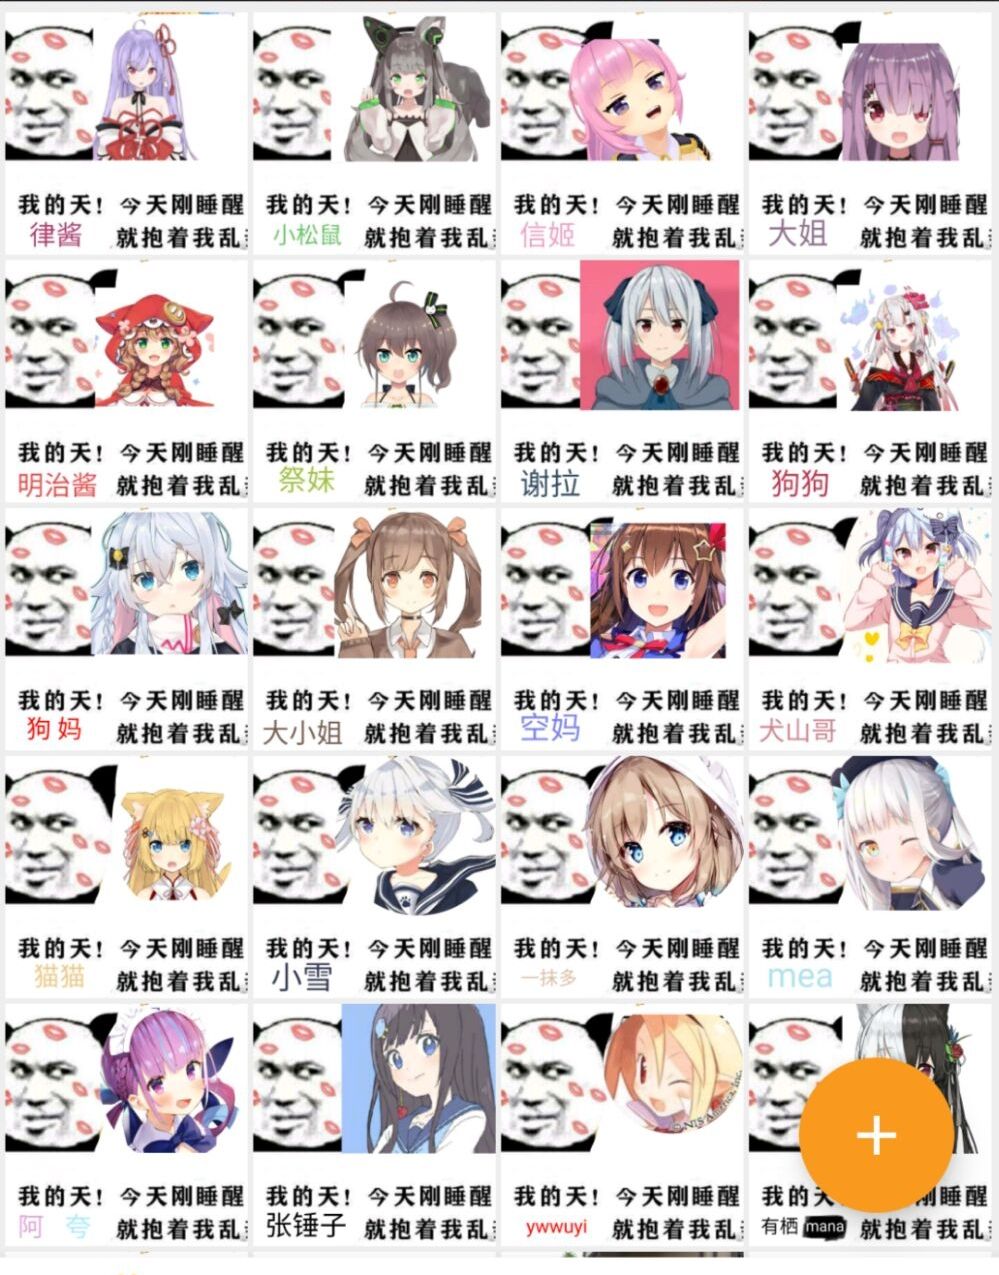 我的天！ 今天刚睡醒
律酱 就抱着我乱
我的天！ 今天刚睡醒
小松鼠 就抱着我乱
我的天！ 今天刚睡醒
信姬 就抱着我乱
我的天！ 今天刚睡醒
大姐 就抱着我乱
我的天！ 今天刚睡醒
明治酱 就抱着我乱
我的天！ 今天刚睡醒
祭妹 就抱着我乱
我的天！ 今天刚睡醒
谢拉 就抱着我乱
我的天！ 今天刚睡醒
狗狗 就抱着我乱
我的天！ 今天刚睡醒
狗 妈 就抱着我乱
我的天！ 今天刚睡醒
大小姐 就抱着我乱
我的天！ 今天刚睡醒
空妈 就抱着我乱
我的天！ 今天刚睡醒
犬山哥 就抱着我乱
我的天！ 今天刚睡醒
猫猫 就抱着我乱
我的天！ 今天刚睡醒
小雪 就抱着我乱
我的天！ 今天刚睡醒
一抹多 就抱着我乱
我的天！ 今天刚睡醒
mea 就抱着我乱
我的天！ 今天刚睡醒
阿 夸 就抱着我乱
我的天！ 今天刚睡醒
张锤子 就抱着我乱
© NIS America, Inc.
我的天！ 今天刚睡醒
ywwuyi 就抱着我乱
我的天！ 今天刚睡醒
有栖 mana 就抱着我乱